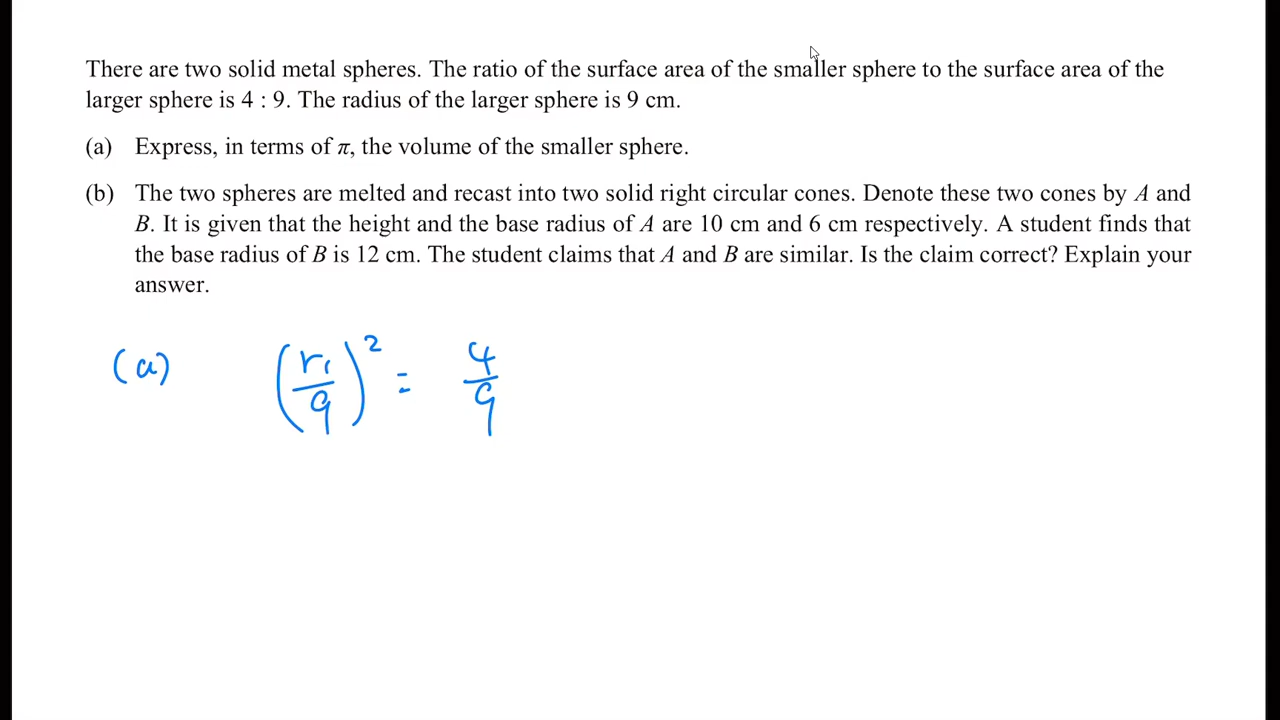 There are two solid metal spheres. The ratio of the surface area of the smaller sphere to the surface area of the
larger sphere is 4 : 9. The radius of the larger sphere is 9 cm.
(a) Express, in terms of π, the volume of the smaller sphere.
(b) The two spheres are melted and recast into two solid right circular cones. Denote these two cones by A and
B. It is given that the height and the base radius of A are 10 cm and 6 cm respectively. A student finds that
the base radius of B is 12 cm. The student claims that A and B are similar. Is the claim correct? Explain your
answer.
(a) (r₁/9)² = 4/9